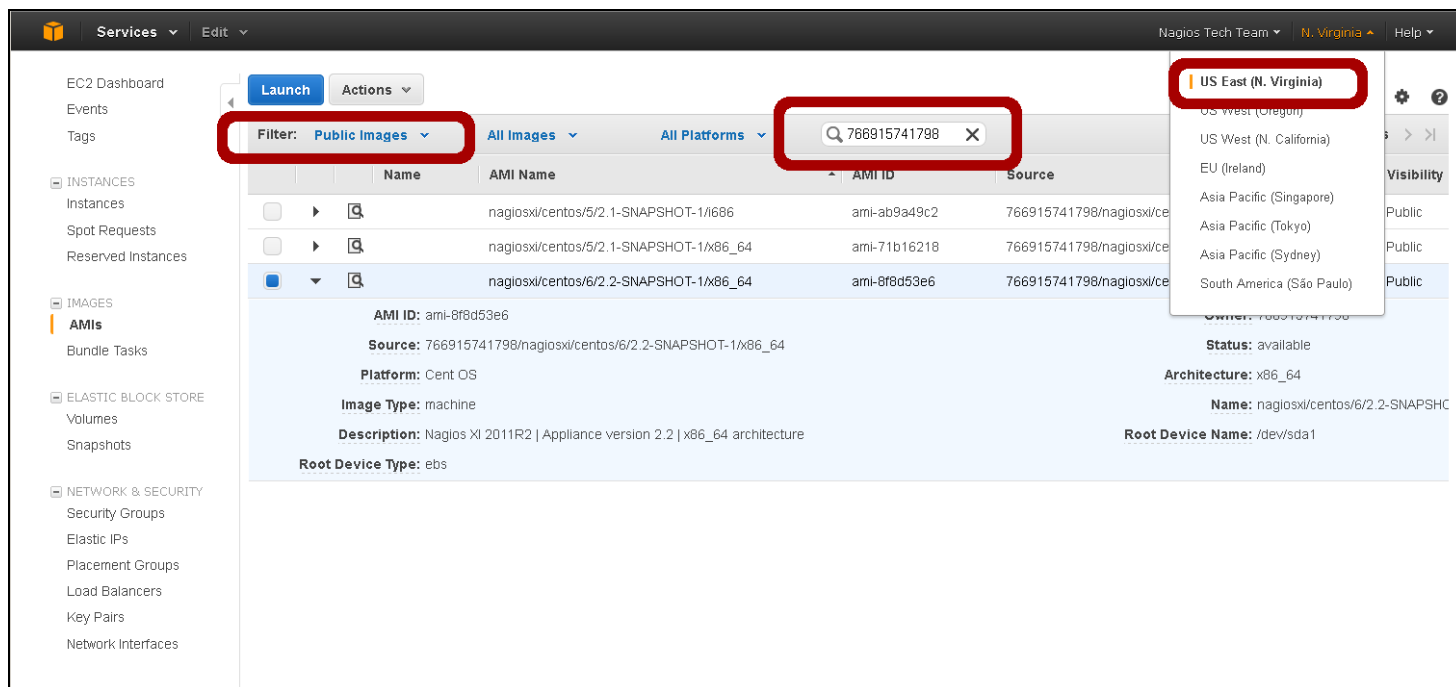 Services Edit Nagios Tech Team N. Virginia Help
EC2 Dashboard
Events
Tags
INSTANCES
Instances
Spot Requests
Reserved Instances
IMAGES
AMIs
Bundle Tasks
ELASTIC BLOCK STORE
Volumes
Snapshots
NETWORK & SECURITY
Security Groups
Elastic IPs
Placement Groups
Load Balancers
Key Pairs
Network Interfaces
Launch Actions
Filter: Public Images All Images All Platforms 766915741798
Name AMI Name AMI ID Source Visibility
nagiosxi/centos/5/2.1-SNAPSHOT-1/i686 ami-ab9a49c2 766915741798/nagiosxi/ce Public
nagiosxi/centos/5/2.1-SNAPSHOT-1/x86_64 ami-71b16218 766915741798/nagiosxi/ce Public
nagiosxi/centos/6/2.2-SNAPSHOT-1/x86_64 ami-8f8d53e6 766915741798/nagiosxi/ce Public
AMI ID: ami-8f8d53e6 Owner: 766915741798
Source: 766915741798/nagiosxi/centos/6/2.2-SNAPSHOT-1/x86_64 Status: available
Platform: Cent OS Architecture: x86_64
Image Type: machine Name: nagiosxi/centos/6/2.2-SNAPSHO
Description: Nagios XI 2011R2 | Appliance version 2.2 | x86_64 architecture Root Device Name: /dev/sda1
Root Device Type: ebs
US East (N. Virginia)
US West (Oregon)
US West (N. California)
EU (Ireland)
Asia Pacific (Singapore)
Asia Pacific (Tokyo)
Asia Pacific (Sydney)
South America (São Paulo)